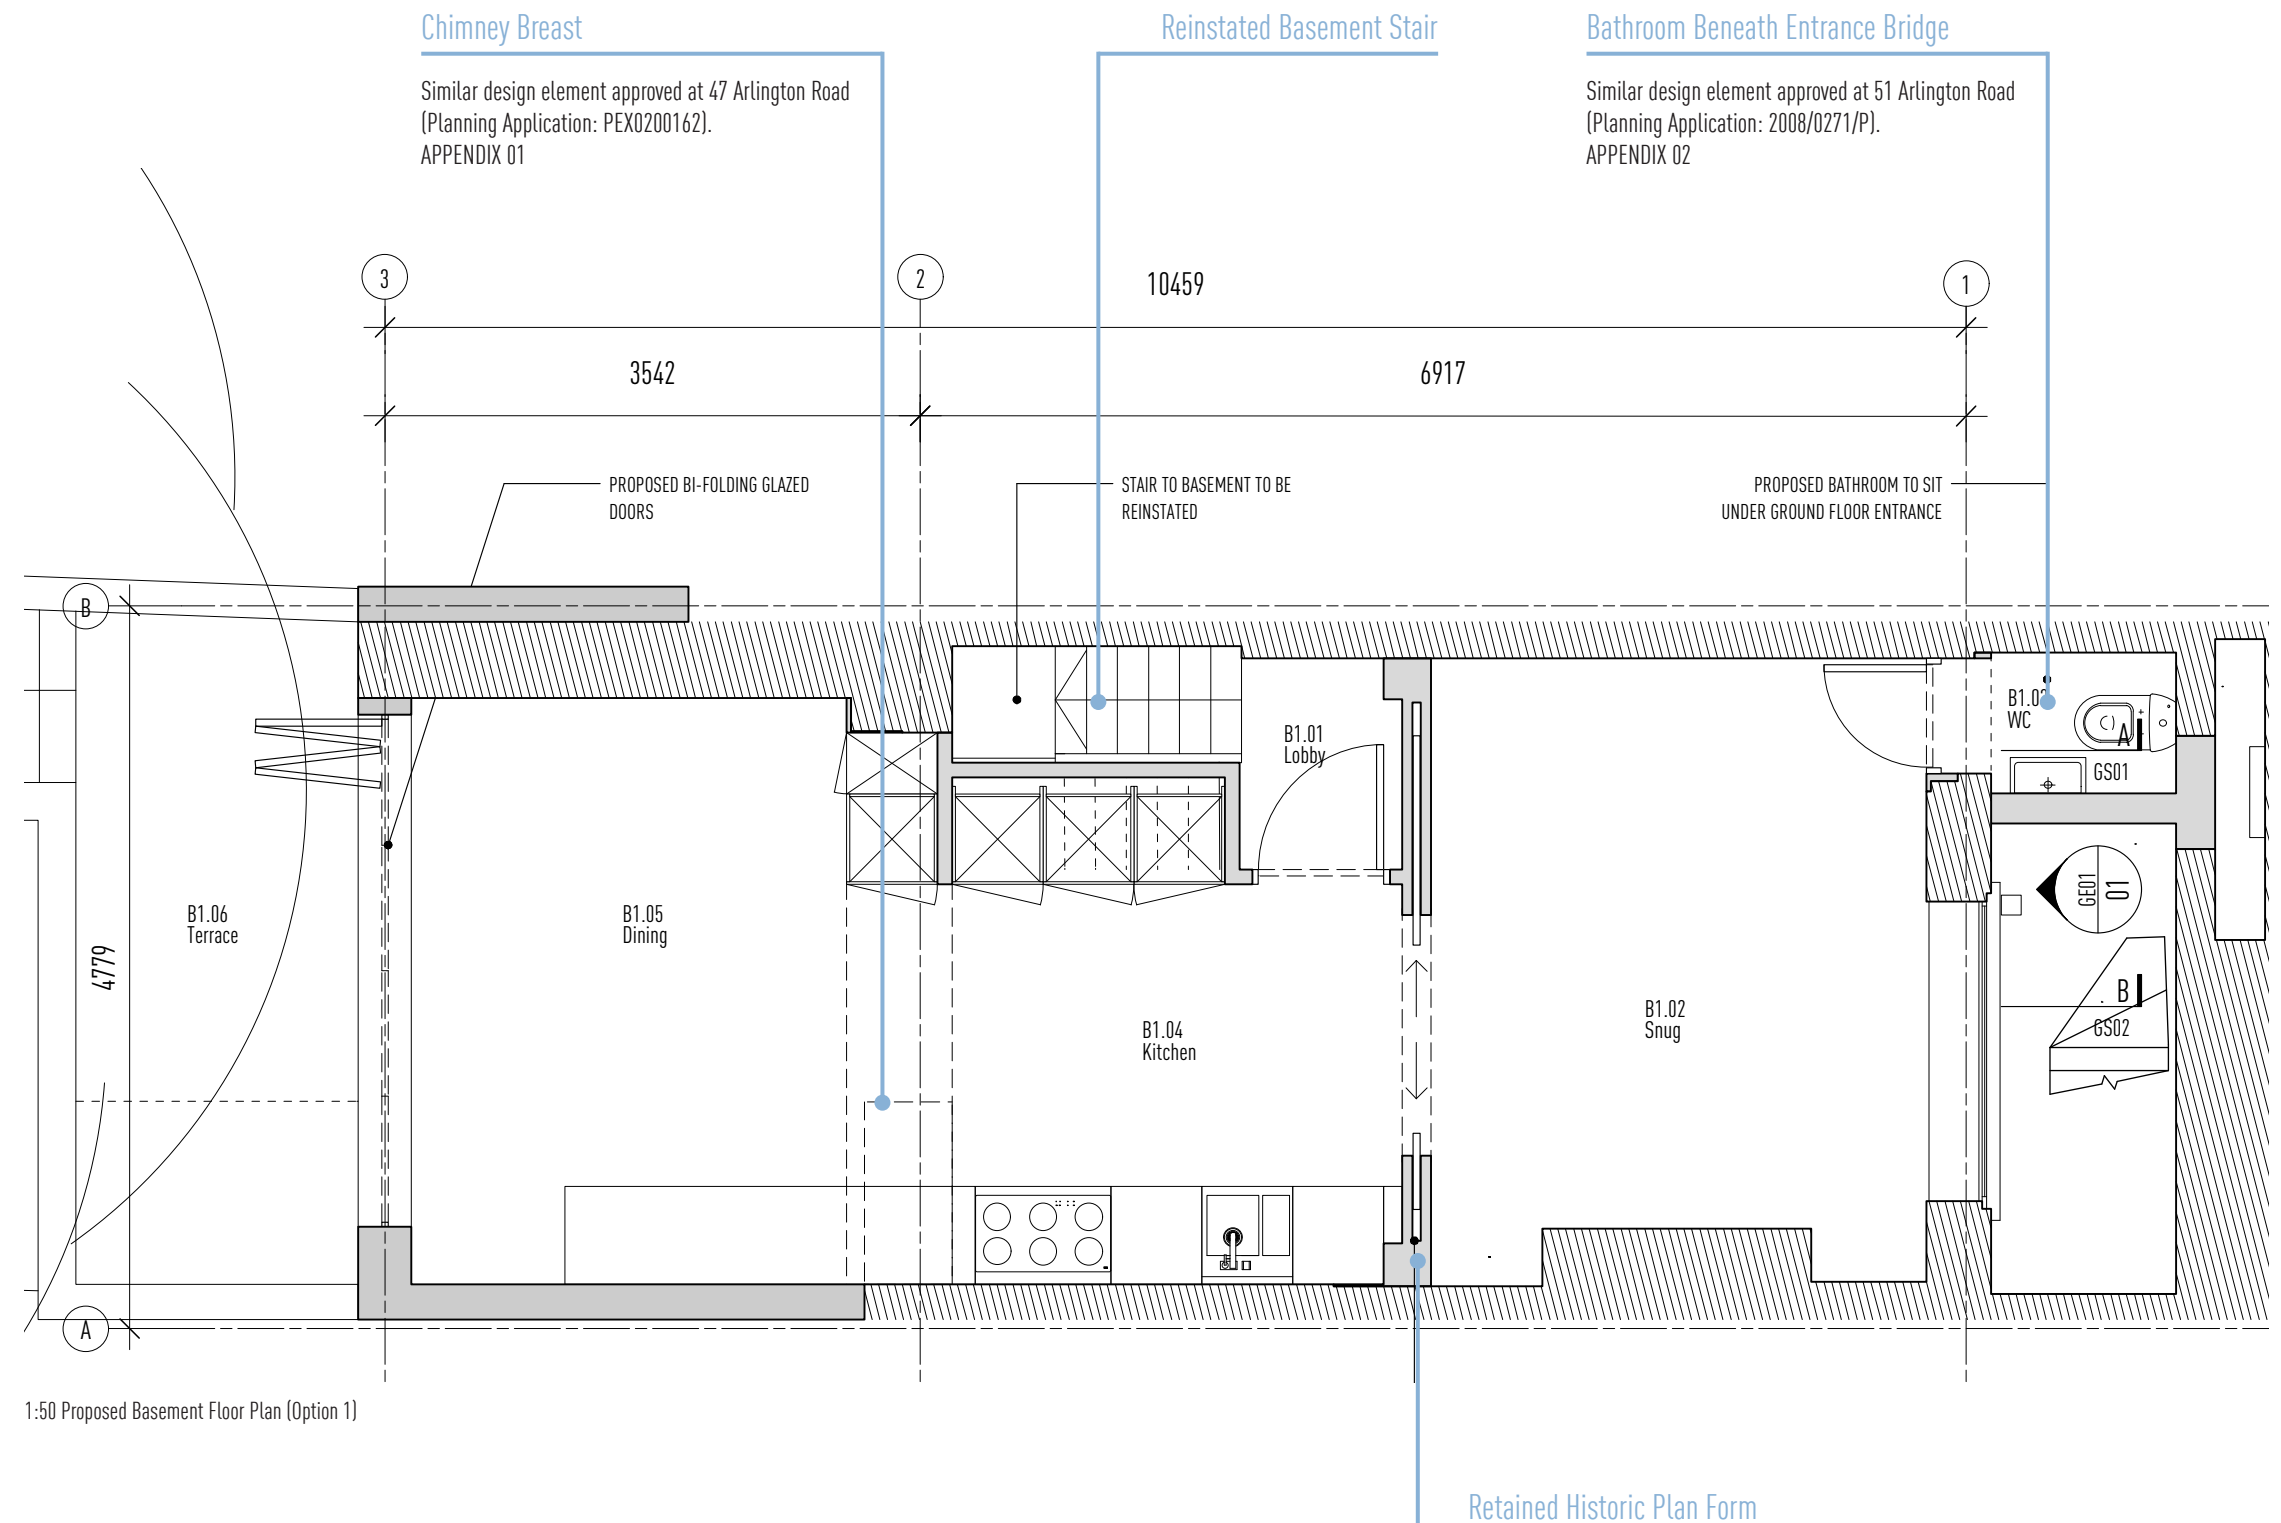 Chimney Breast
Similar design element approved at 47 Arlington Road
(Planning Application: PEX0200162).
APPENDIX 01
Reinstated Basement Stair
Bathroom Beneath Entrance Bridge
Similar design element approved at 51 Arlington Road
(Planning Application: 2008/0271/P).
APPENDIX 02
3
2
10459
1
3542
6917
PROPOSED BI-FOLDING GLAZED
DOORS
STAIR TO BASEMENT TO BE
REINSTATED
PROPOSED BATHROOM TO SIT
UNDER GROUND FLOOR ENTRANCE
B
B1.01
Lobby
WC
A
GS01
B1.06
Terrace
4779
B1.05
Dining
B1.04
Kitchen
B1.02
Snug
GE01
01
B
GS02
A
1:50 Proposed Basement Floor Plan (Option 1)
Retained Historic Plan Form